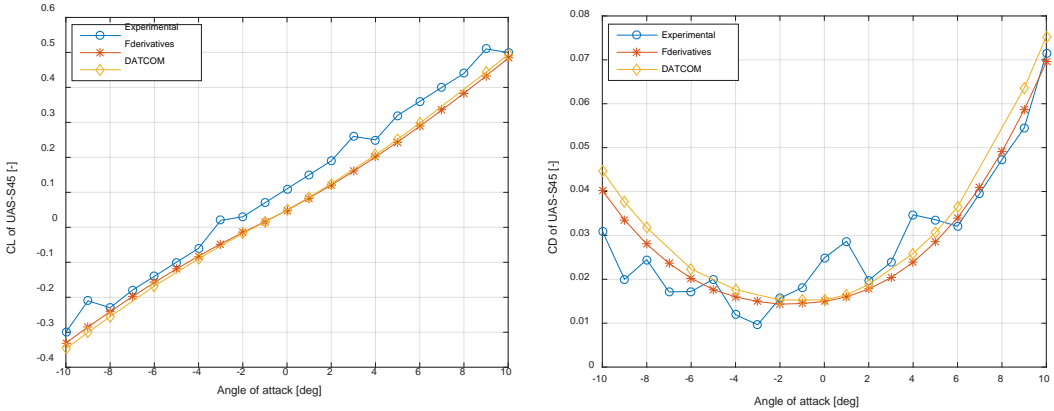 0.6
Experimental
Fderivatives
DATCOM
0.5
0.4
0.3
0.2
0.1
0
-0.1
-0.2
-0.3
-0.4
CL of UAS-S45 [-]
-10 -8 -6 -4 -2 0 2 4 6 8 10
Angle of attack [deg]
0.08
Experimental
Fderivatives
DATCOM
0.07
0.06
0.05
0.04
0.03
0.02
0.01
0
CD of UAS-S45 [-]
-10 -8 -6 -4 -2 0 2 4 6 8 10
Angle of attack [deg]